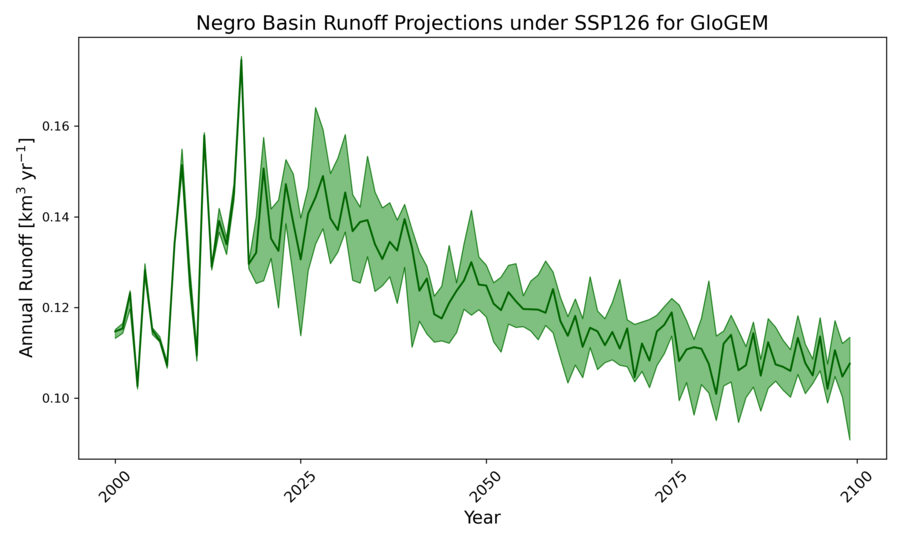 Negro Basin Runoff Projections under SSP126 for GloGEM
Annual Runoff [km³ yr⁻¹]
0.16
0.14
0.12
0.10
2000 2025 2050 2075 2100
Year